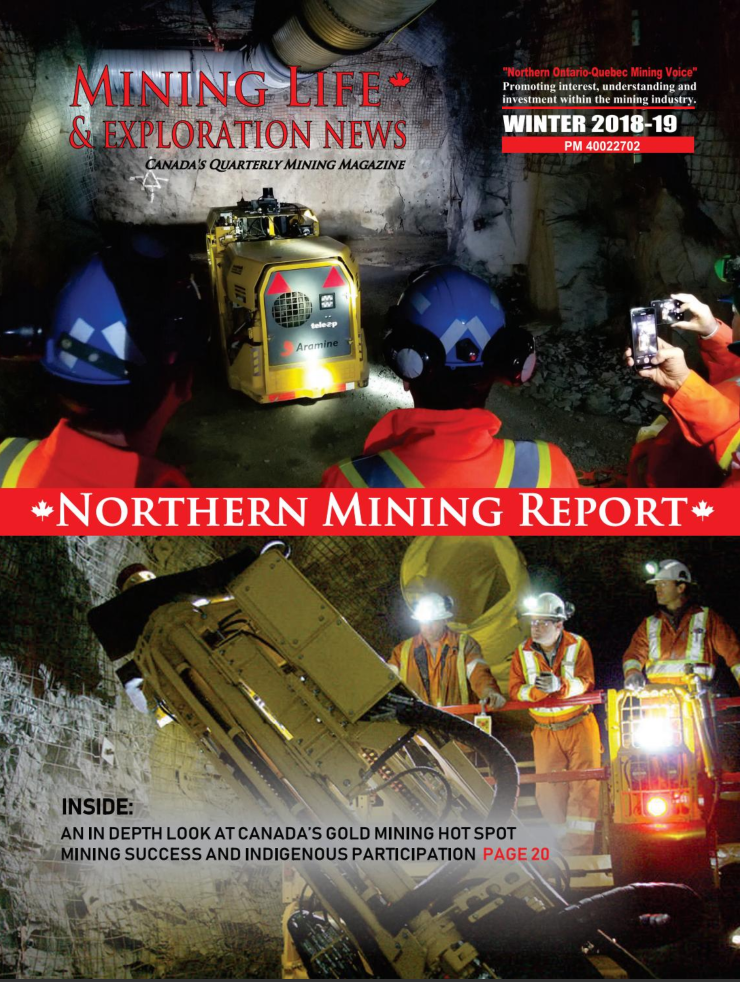 MINING LIFE
& EXPLORATION NEWS
CANADA'S QUARTERLY MINING MAGAZINE
"Northern Ontario-Quebec Mining Voice"
Promoting interest, understanding and
investment within the mining industry.
WINTER 2018-19
PM 40022702
teleop
Aramine
NORTHERN MINING REPORT
INSIDE:
AN IN DEPTH LOOK AT CANADA'S GOLD MINING HOT SPOT
MINING SUCCESS AND INDIGENOUS PARTICIPATION PAGE 20